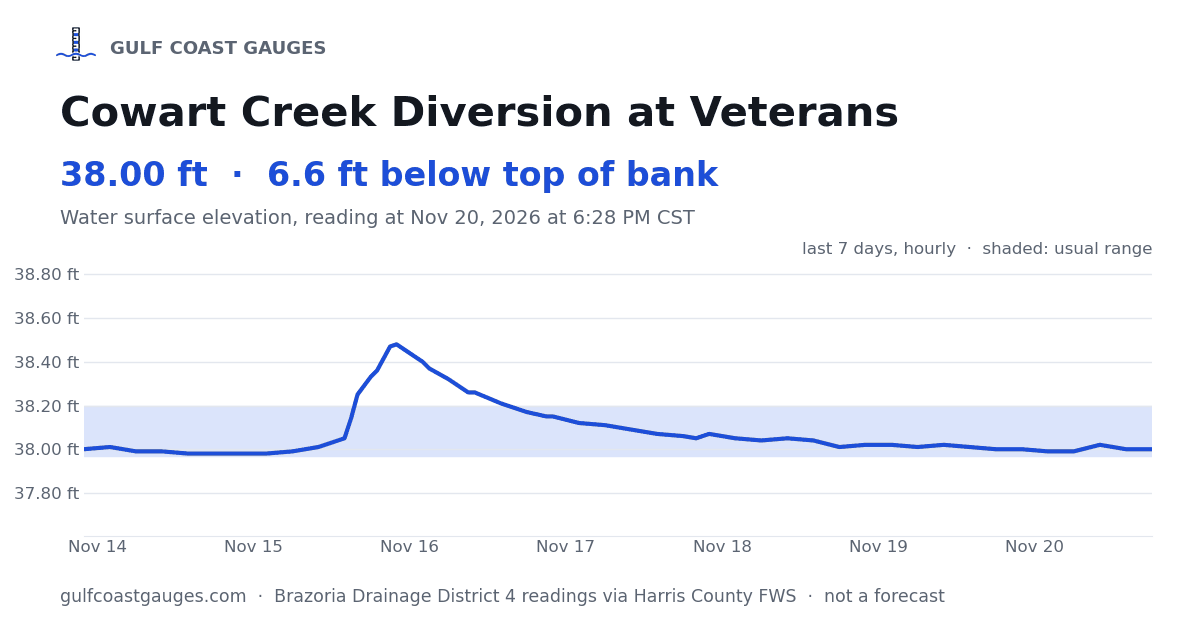 GULF COAST GAUGES
Cowart Creek Diversion at Veterans
38.00 ft · 6.6 ft below top of bank
Water surface elevation, reading at Nov 20, 2026 at 6:28 PM CST
last 7 days, hourly · shaded: usual range
38.80 ft
38.60 ft
38.40 ft
38.20 ft
38.00 ft
37.80 ft
Nov 14 Nov 15 Nov 16 Nov 17 Nov 18 Nov 19 Nov 20
gulfcoastgauges.com · Brazoria Drainage District 4 readings via Harris County FWS · not a forecast